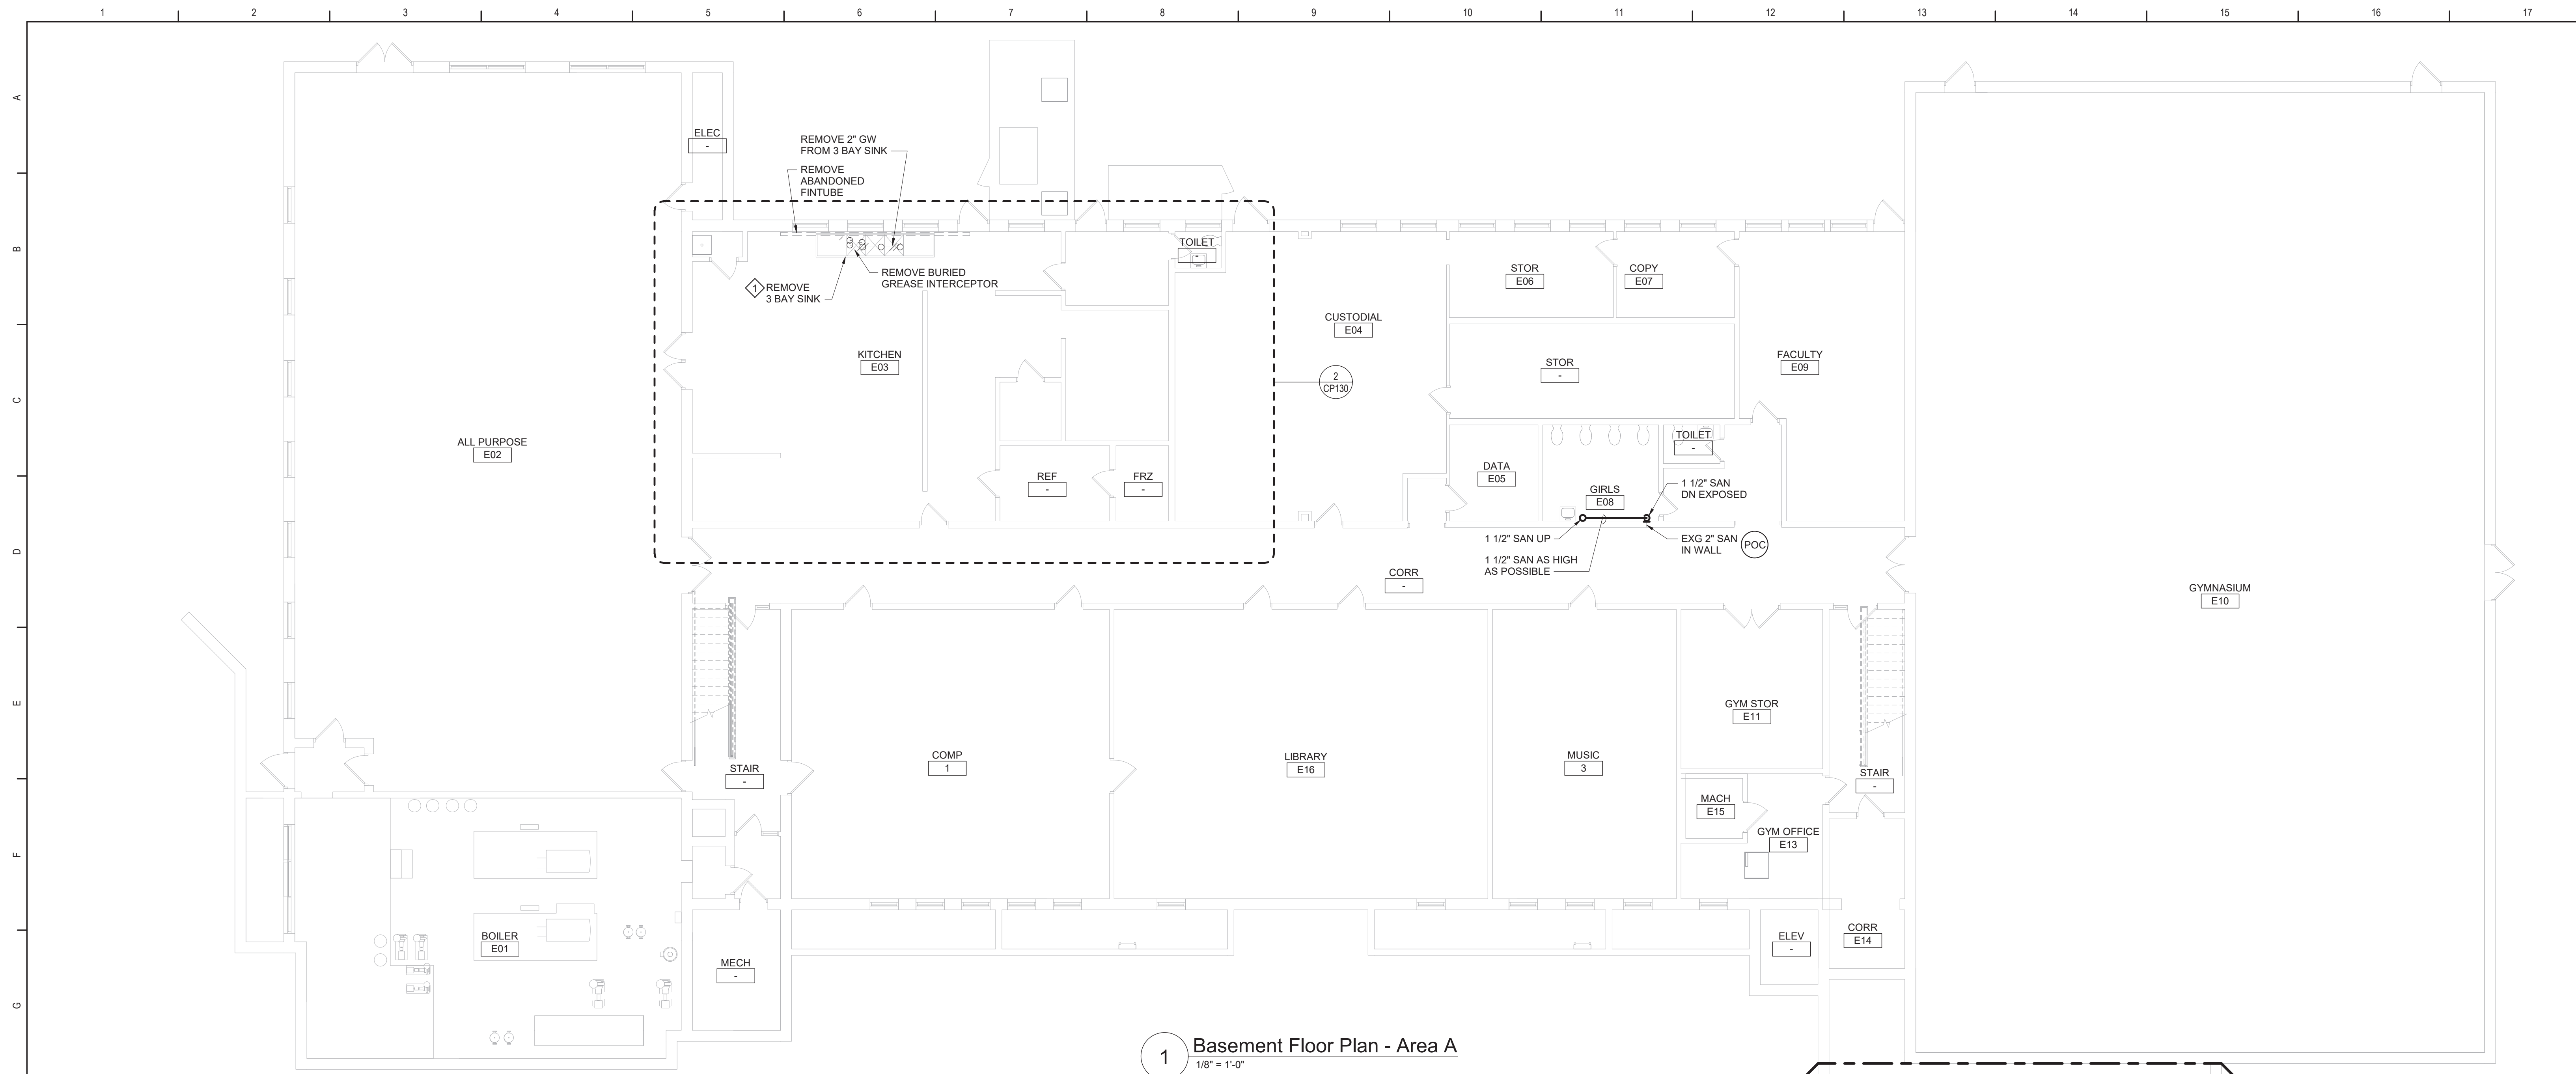 1 2 3 4 5 6 7 8 9 10 11 12 13 14 15 16 17
A
B
C
D
E
F
G
ELEC
-
REMOVE 2" GW
FROM 3 BAY SINK
REMOVE
ABANDONED
FINTUBE
TOILET
-
REMOVE BURIED
GREASE INTERCEPTOR
1
REMOVE
3 BAY SINK
STOR
E06
COPY
E07
CUSTODIAL
E04
KITCHEN
E03
STOR
-
FACULTY
E09
2
CP130
ALL PURPOSE
E02
TOILET
-
REF
-
FRZ
-
DATA
E05
GIRLS
E08
1 1/2" SAN
DN EXPOSED
1 1/2" SAN UP
EXG 2" SAN
IN WALL
POC
1 1/2" SAN AS HIGH
AS POSSIBLE
CORR
-
GYMNASIUM
E10
GYM STOR
E11
STAIR
-
COMP
1
LIBRARY
E16
MUSIC
3
STAIR
-
MACH
E15
GYM OFFICE
E13
BOILER
E01
MECH
-
ELEV
-
CORR
E14
1
Basement Floor Plan - Area A
1/8" = 1'-0"